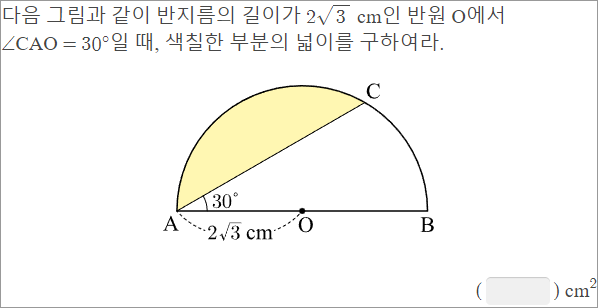 다음 그림과 같이 반지름의 길이가 2√3 cm인 반원 O에서
∠CAO = 30°일 때, 색칠한 부분의 넓이를 구하여라.
C
30°
A
O
B
2√3 cm
( ) cm²